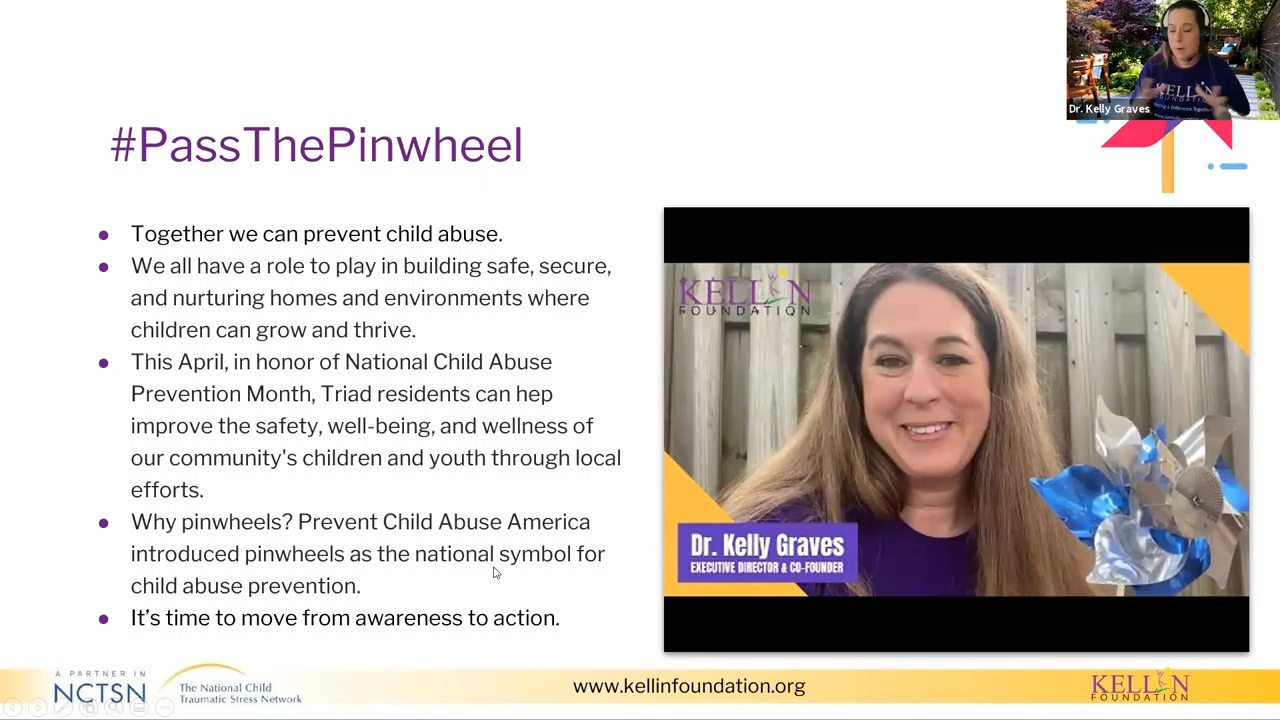 KELLIN
FOUNDATION
Dr. Kelly Graves
#PassThePinwheel
● Together we can prevent child abuse.
● We all have a role to play in building safe, secure,
and nurturing homes and environments where
children can grow and thrive.
● This April, in honor of National Child Abuse
Prevention Month, Triad residents can hep
improve the safety, well-being, and wellness of
our community's children and youth through local
efforts.
● Why pinwheels? Prevent Child Abuse America
introduced pinwheels as the national symbol for
child abuse prevention.
● It’s time to move from awareness to action.
KELLIN
FOUNDATION
Dr. Kelly Graves
EXECUTIVE DIRECTOR & CO-FOUNDER
A PARTNER IN
NCTSN
The National Child
Traumatic Stress Network
www.kellinfoundation.org
KELLIN
FOUNDATION